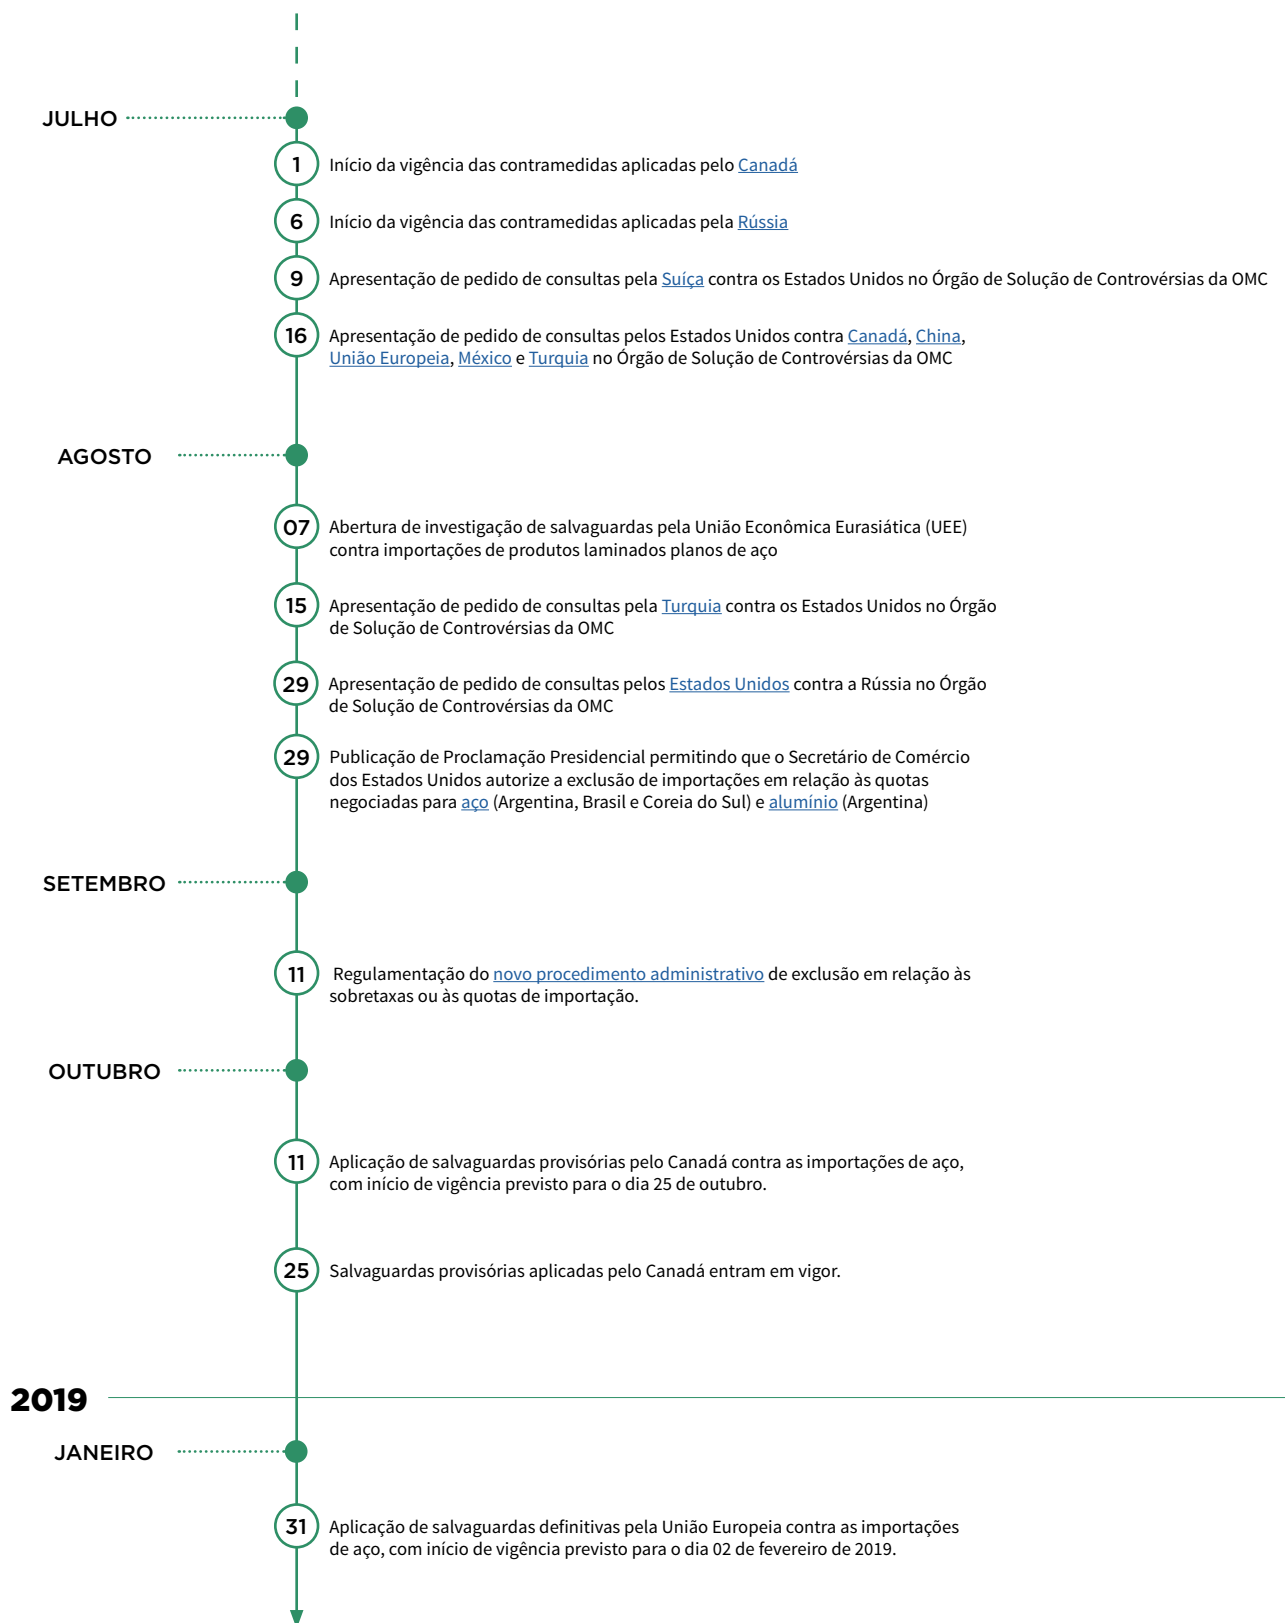 JULHO
1
Início da vigência das contramedidas aplicadas pelo Canadá
6
Início da vigência das contramedidas aplicadas pela Rússia
9
Apresentação de pedido de consultas pela Suíça contra os Estados Unidos no Órgão de Solução de Controvérsias da OMC
16
Apresentação de pedido de consultas pelos Estados Unidos contra Canadá, China,
União Europeia, México e Turquia no Órgão de Solução de Controvérsias da OMC
AGOSTO
07
Abertura de investigação de salvaguardas pela União Econômica Eurasiática (UEE)
contra importações de produtos laminados planos de aço
15
Apresentação de pedido de consultas pela Turquia contra os Estados Unidos no Órgão
de Solução de Controvérsias da OMC
29
Apresentação de pedido de consultas pelos Estados Unidos contra a Rússia no Órgão
de Solução de Controvérsias da OMC
29
Publicação de Proclamação Presidencial permitindo que o Secretário de Comércio
dos Estados Unidos autorize a exclusão de importações em relação às quotas
negociadas para aço (Argentina, Brasil e Coreia do Sul) e alumínio (Argentina)
SETEMBRO
11
Regulamentação do novo procedimento administrativo de exclusão em relação às
sobretaxas ou às quotas de importação.
OUTUBRO
11
Aplicação de salvaguardas provisórias pelo Canadá contra as importações de aço,
com início de vigência previsto para o dia 25 de outubro.
25
Salvaguardas provisórias aplicadas pelo Canadá entram em vigor.
2019
JANEIRO
31
Aplicação de salvaguardas definitivas pela União Europeia contra as importações
de aço, com início de vigência previsto para o dia 02 de fevereiro de 2019.